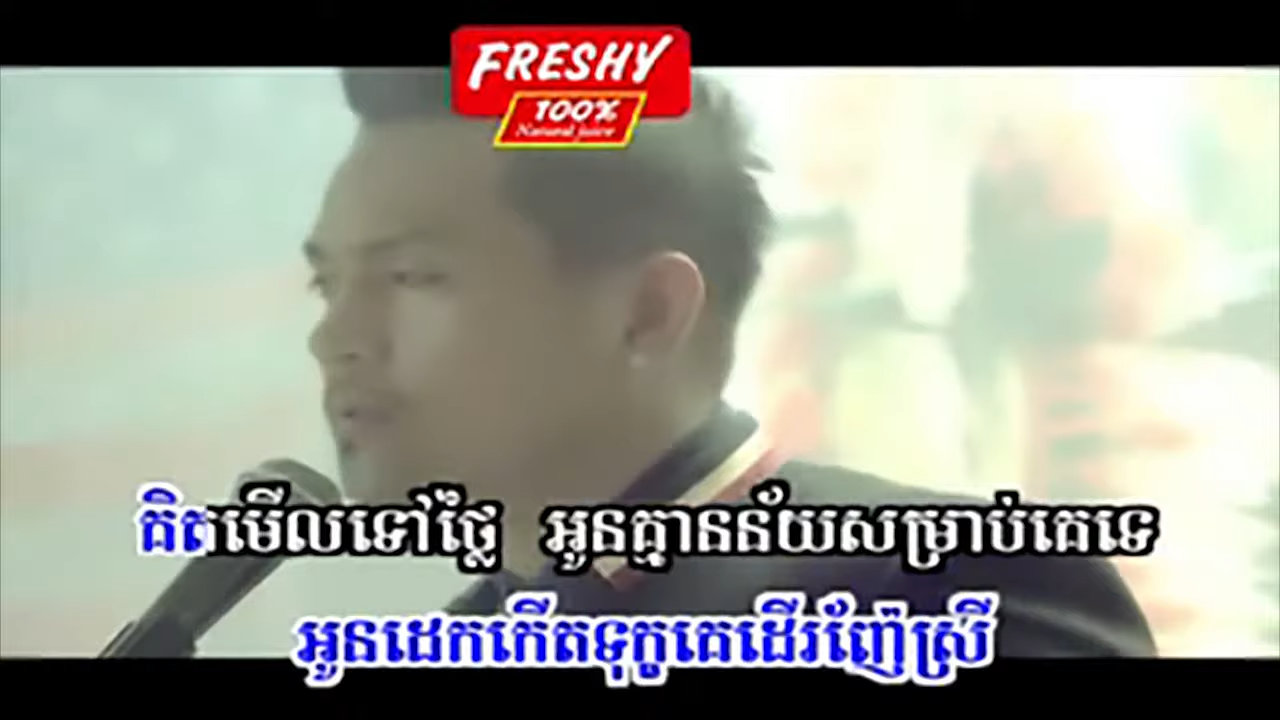 FRESHY
100%
Natural juice
គិតមើលទៅថ្លៃ អូនគ្មានន័យសម្រាប់គេទេ
អូនដេកកើតទុក្ខគេដើរញ៉ែស្រី